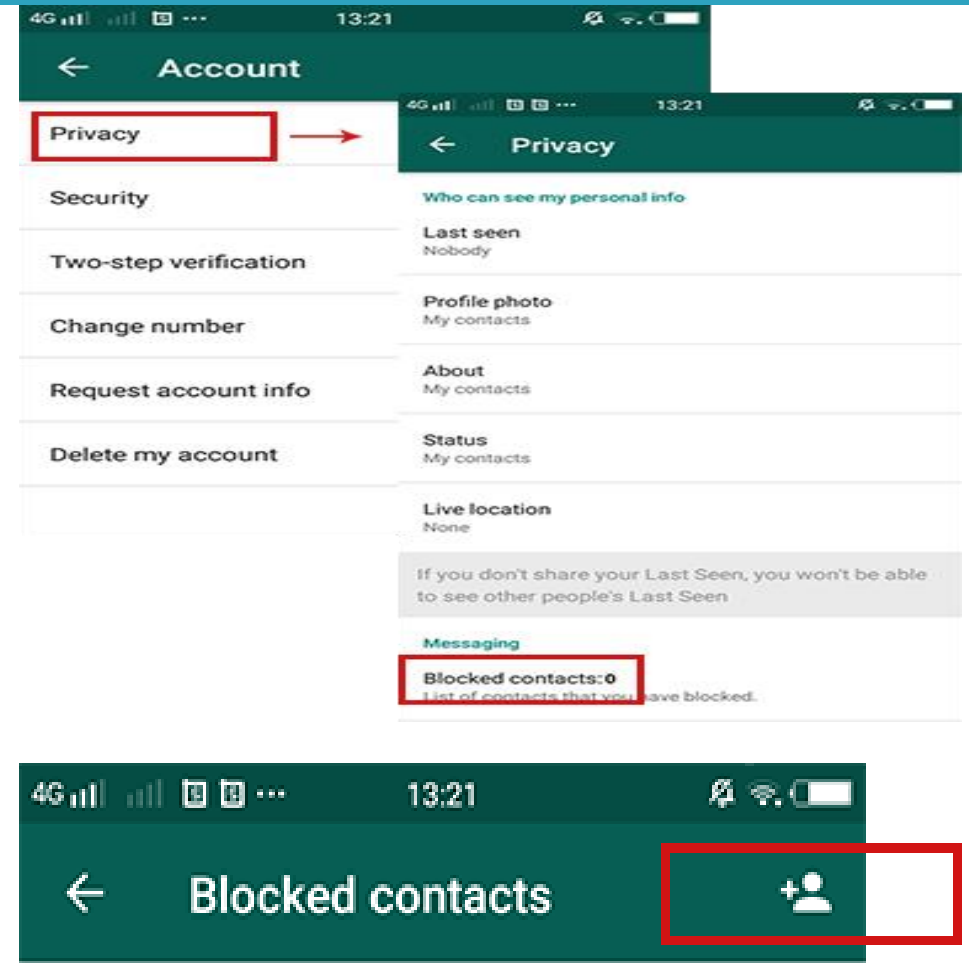 4G 13:21
Account
Privacy
Security
Two-step verification
Change number
Request account info
Delete my account
4G 13:21
Privacy
Who can see my personal info
Last seen
Nobody
Profile photo
My contacts
About
My contacts
Status
My contacts
Live location
None
If you don't share your Last Seen, you won't be able
to see other people's Last Seen
Messaging
Blocked contacts:0
List of contacts that you have blocked.
4G 13:21
Blocked contacts